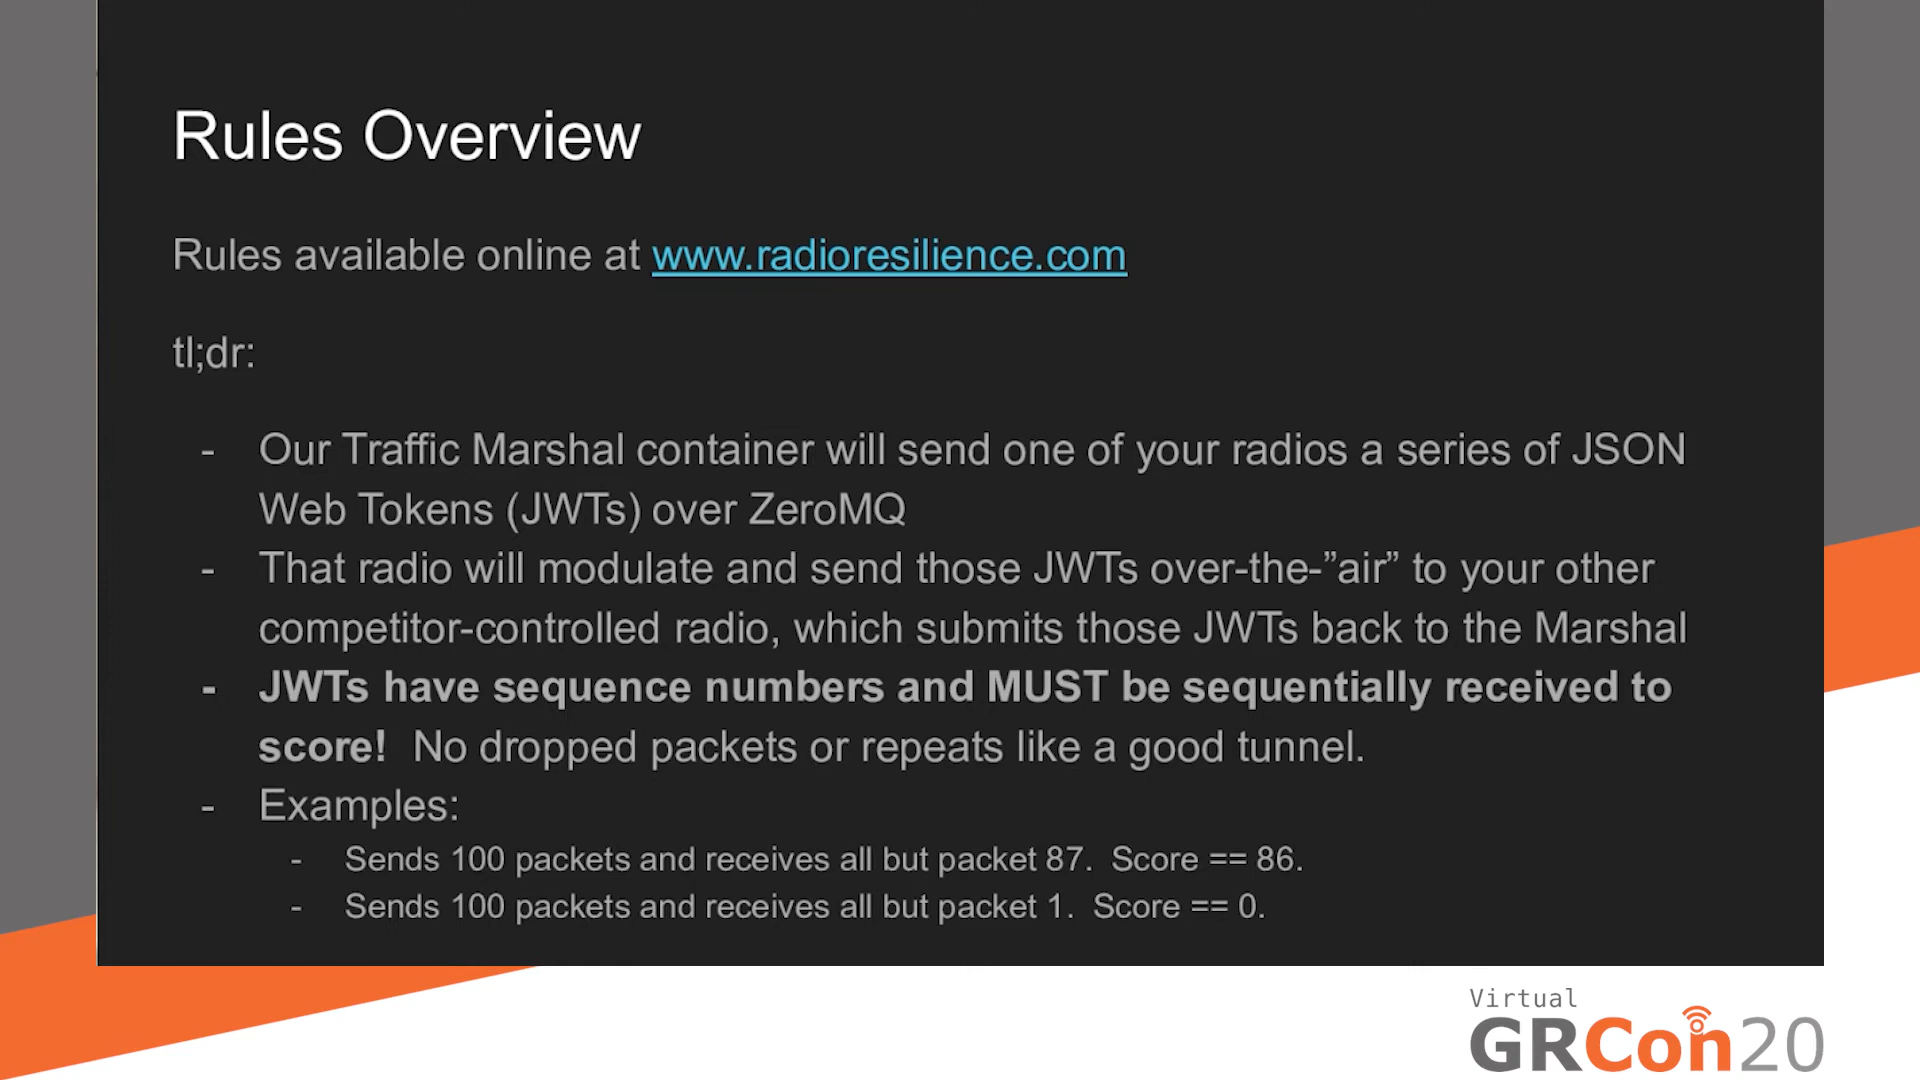 Rules Overview
Rules available online at www.radioresilience.com
tl;dr:
- Our Traffic Marshal container will send one of your radios a series of JSON
Web Tokens (JWTs) over ZeroMQ
- That radio will modulate and send those JWTs over-the-”air” to your other
competitor-controlled radio, which submits those JWTs back to the Marshal
- JWTs have sequence numbers and MUST be sequentially received to
score!  No dropped packets or repeats like a good tunnel.
- Examples:
- Sends 100 packets and receives all but packet 87.  Score == 86.
- Sends 100 packets and receives all but packet 1.  Score == 0.
Virtual
GRCon20